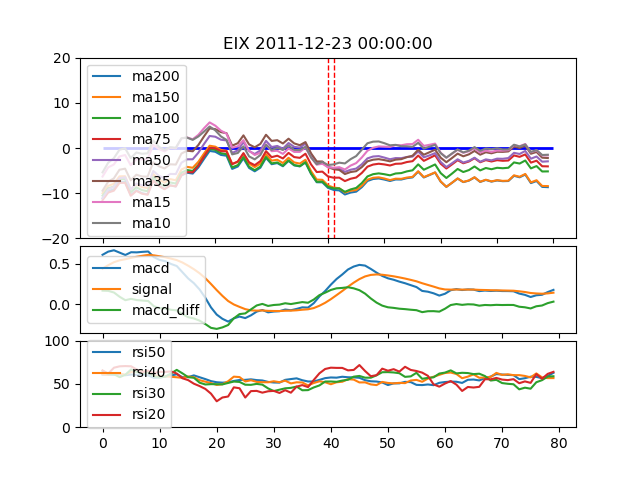 EIX 2011-12-23 00:00:00
20
10
0
−10
−20
ma200
ma150
ma100
ma75
ma50
ma35
ma15
ma10
0.5
0.0
macd
signal
macd_diff
100
50
0
rsi50
rsi40
rsi30
rsi20
0 10 20 30 40 50 60 70 80